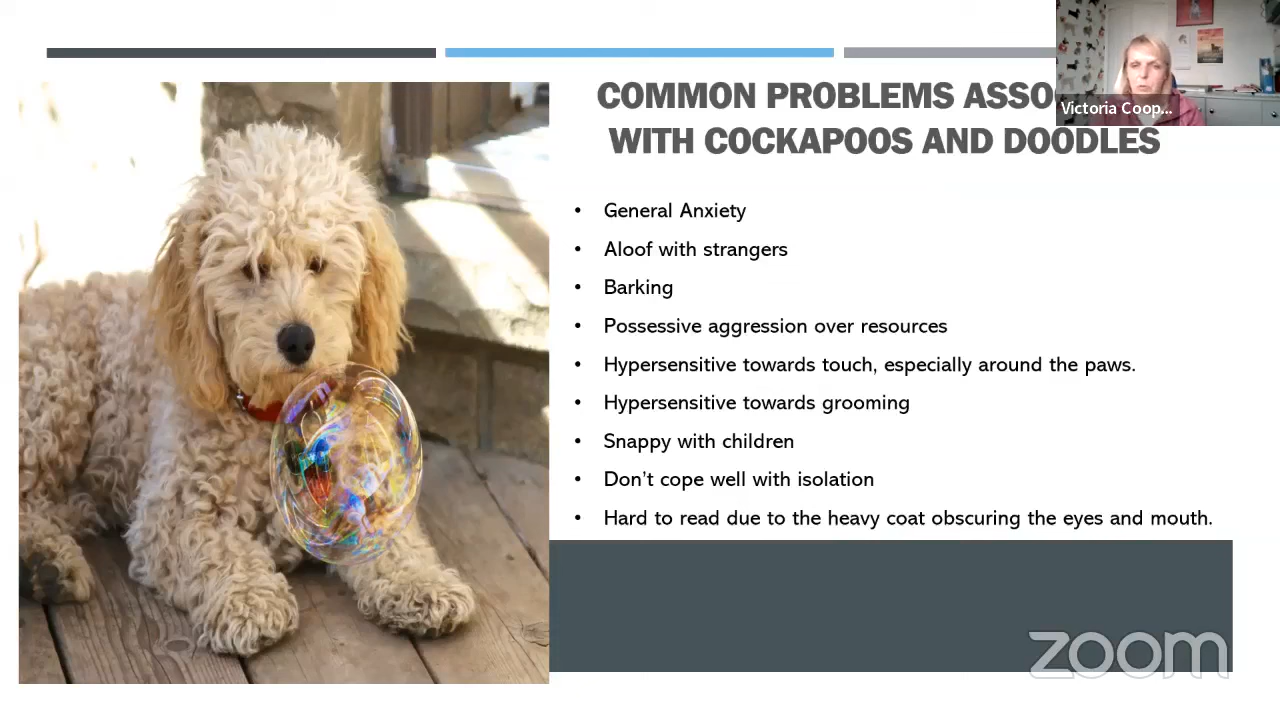 COMMON PROBLEMS ASSO
WITH COCKAPOOS AND DOODLES
Victoria Coop...
• General Anxiety
• Aloof with strangers
• Barking
• Possessive aggression over resources
• Hypersensitive towards touch, especially around the paws.
• Hypersensitive towards grooming
• Snappy with children
• Don't cope well with isolation
• Hard to read due to the heavy coat obscuring the eyes and mouth.
zoom